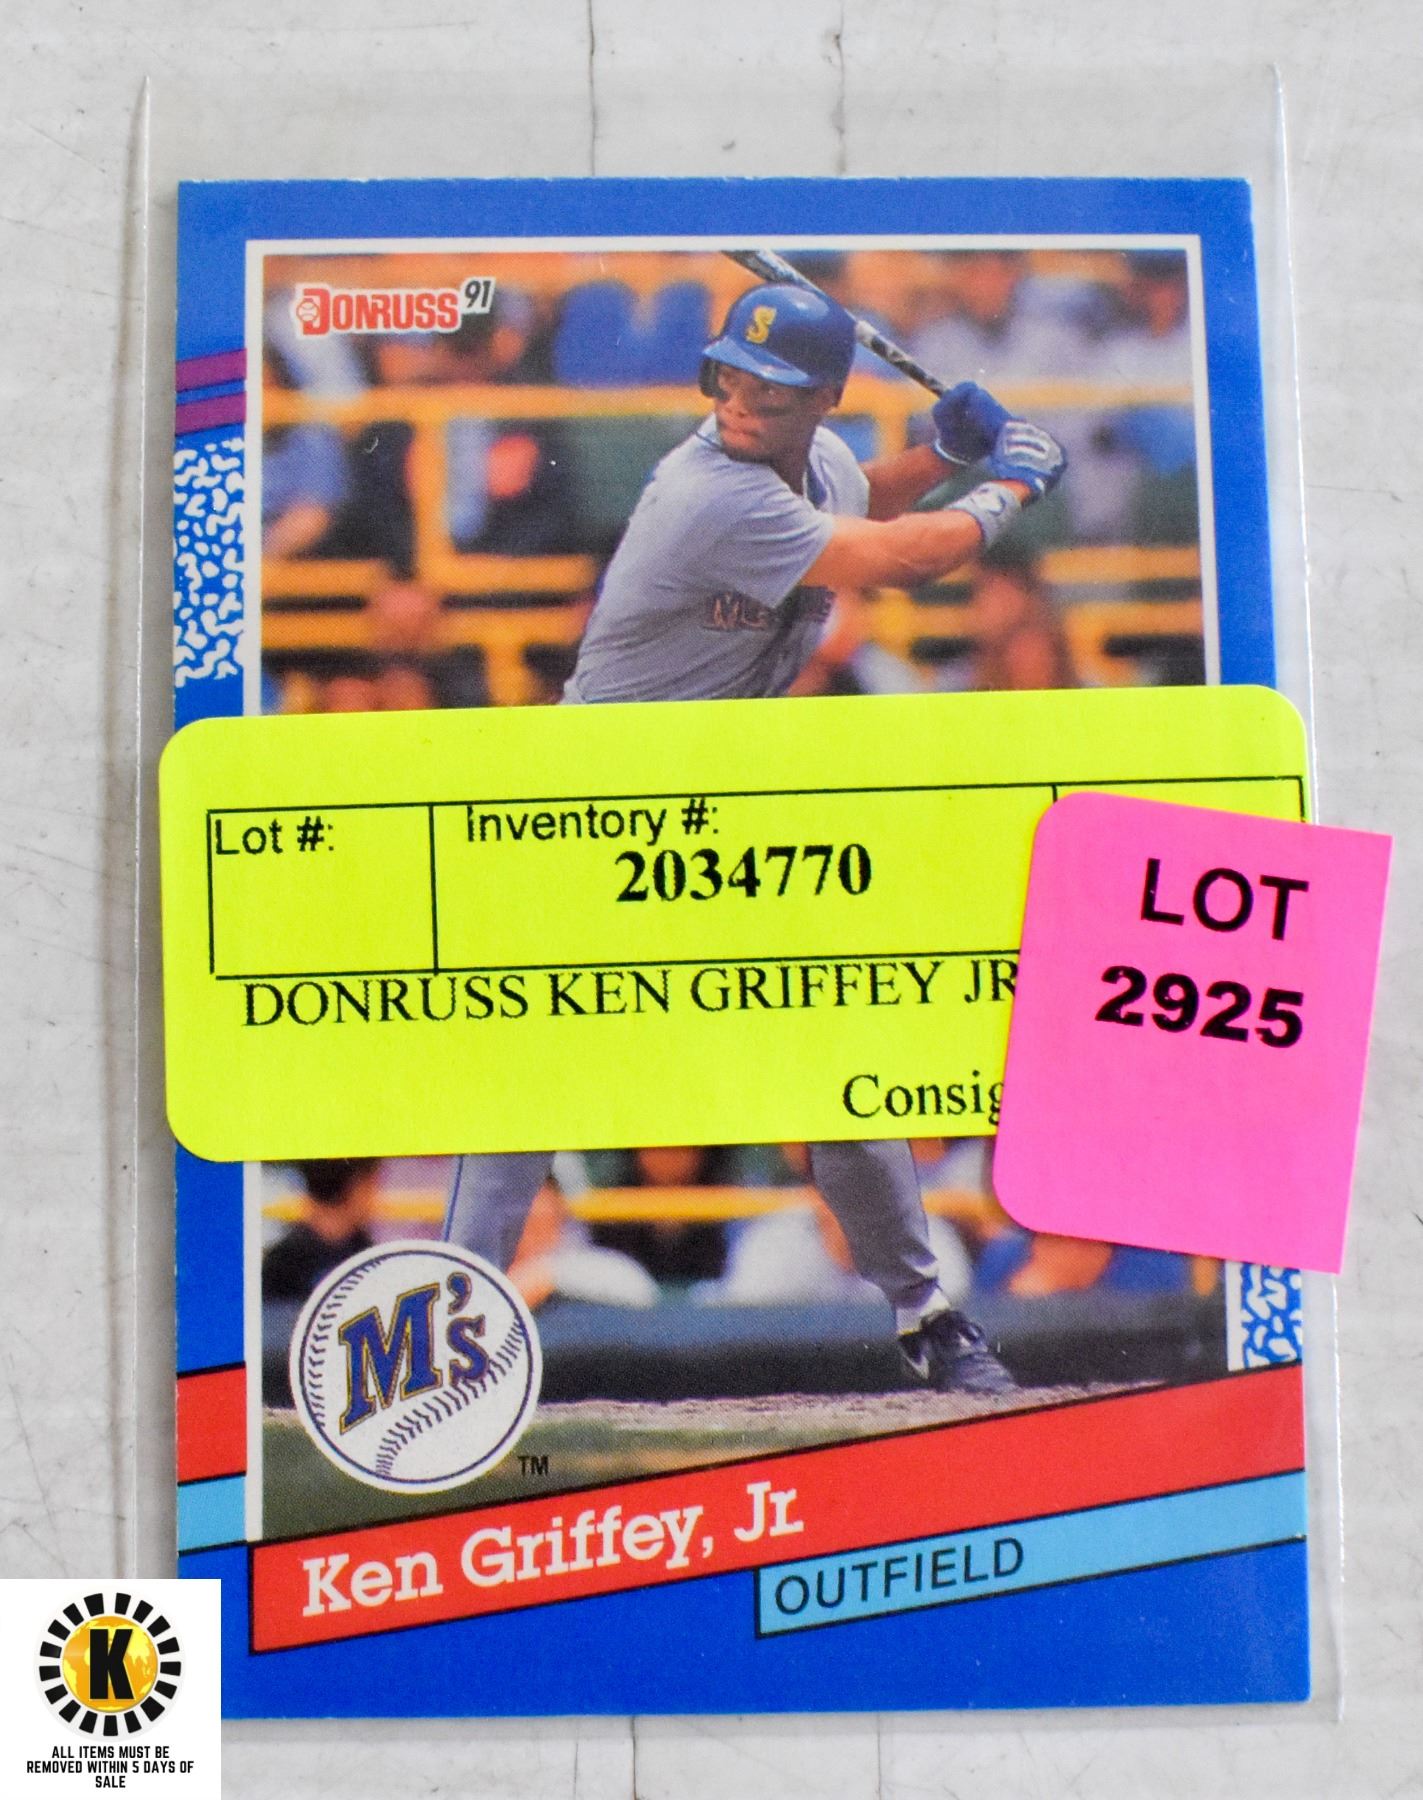 DONRUSS 91
S
Lot #:
Inventory #:
2034770
LOT
2925
DONRUSS KEN GRIFFEY JR
Consig
M's
TM
Ken Griffey, Jr.
OUTFIELD
K
ALL ITEMS MUST BE
REMOVED WITHIN 5 DAYS OF
SALE